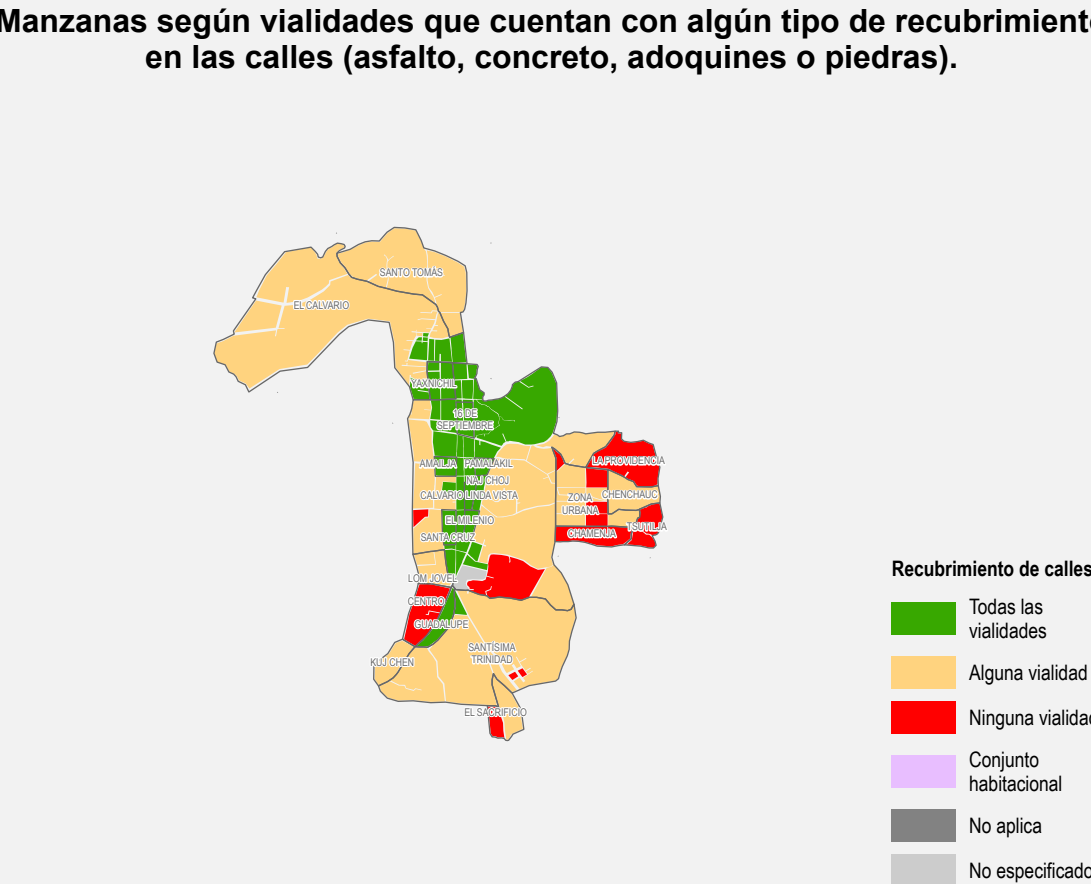 Manzanas según vialidades que cuentan con algún tipo de recubrimiento
en las calles (asfalto, concreto, adoquines o piedras).
SANTO TOMÁS
EL CALVARIO
YAXNICHIL
16 DE
SEPTIEMBRE
AMAILJA
PAMALAKIL
LA PROVIDENCIA
NAJ CHOJ
CALVARIO LINDA VISTA
ZONA
URBANA
CHENCHAUC
EL MILENIO
TSUTILJA
SANTA CRUZ
CHAMENJA
LOM JOVEL
CENTRO
GUADALUPE
SANTÍSIMA
TRINIDAD
KUJ CHEN
EL SACRIFICIO
Recubrimiento de calles
Todas las
vialidades
Alguna vialidad
Ninguna vialidad
Conjunto
habitacional
No aplica
No especificado